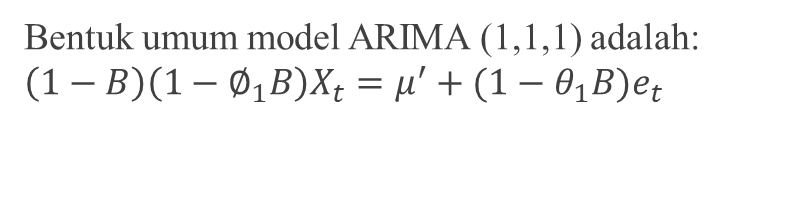 Bentuk umum model ARIMA (1,1,1) adalah:
(1 − B)(1 − ∅₁B)Xₜ = μ′ + (1 − θ₁B)eₜ